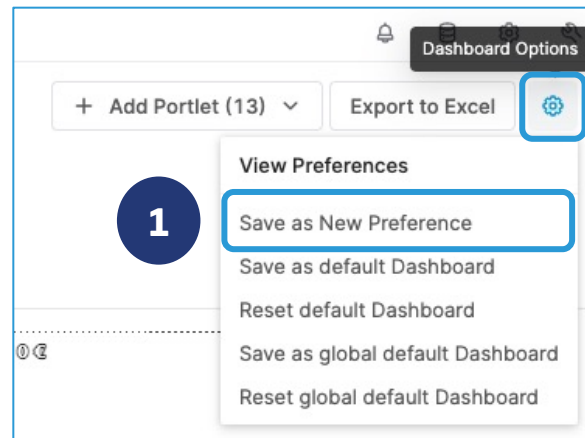 Dashboard Options
+ Add Portlet (13)
Export to Excel
View Preferences
1
Save as New Preference
Save as default Dashboard
Reset default Dashboard
Save as global default Dashboard
Reset global default Dashboard